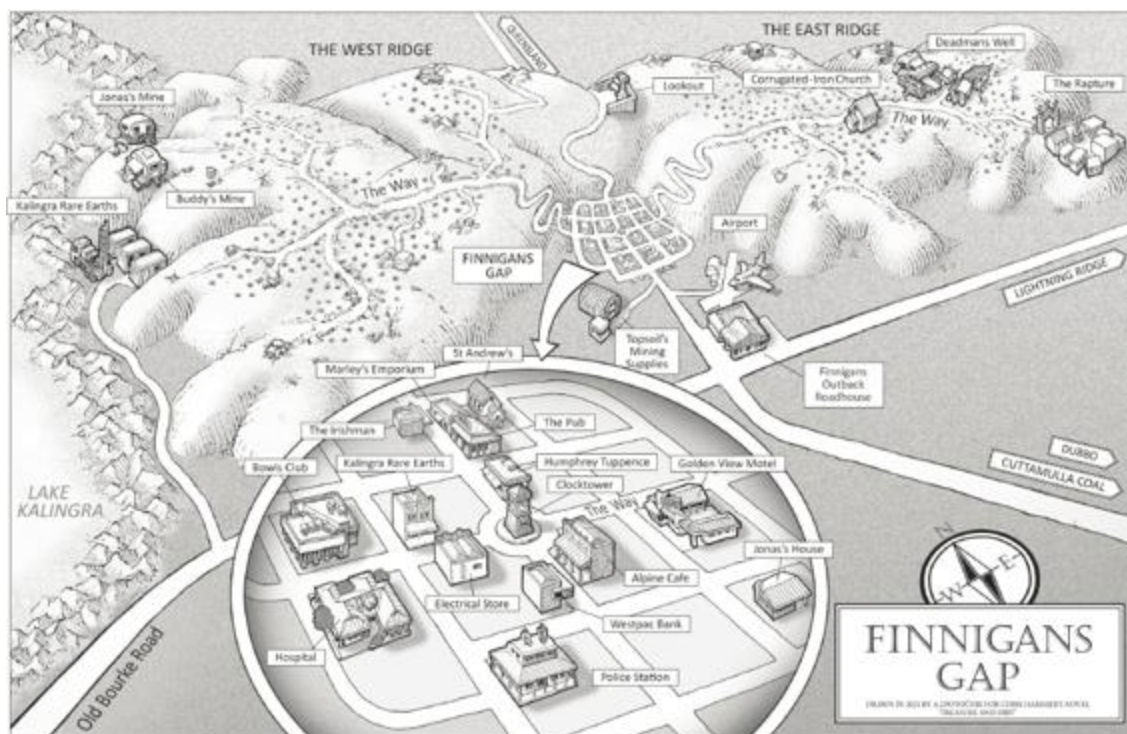 THE WEST RIDGE
QUEENSLAND
THE EAST RIDGE
Deadmans Well
Lookout
Corrugated-Iron Church
The Rapture
Jonas's Mine
The Way
The Way
Buddy's Mine
Kalingra Rare Earths
Airport
FINNIGANS
GAP
LIGHTNING RIDGE
Topsoil's
Mining
Supplies
St Andrew's
Marley's Emporium
Finnigans
Outback
Roadhouse
The Irishman
The Pub
Bowls Club
Kalingra Rare Earths
Humphrey Tuppence
Golden View Motel
Clocktower
DUBBO
CUTTAMULLA COAL
LAKE
KALINGRA
The Way
N
Jonas's House
W
E
Alpine Cafe
Electrical Store
Westpac Bank
Hospital
Police Station
Old Bourke Road
FINNIGANS
GAP